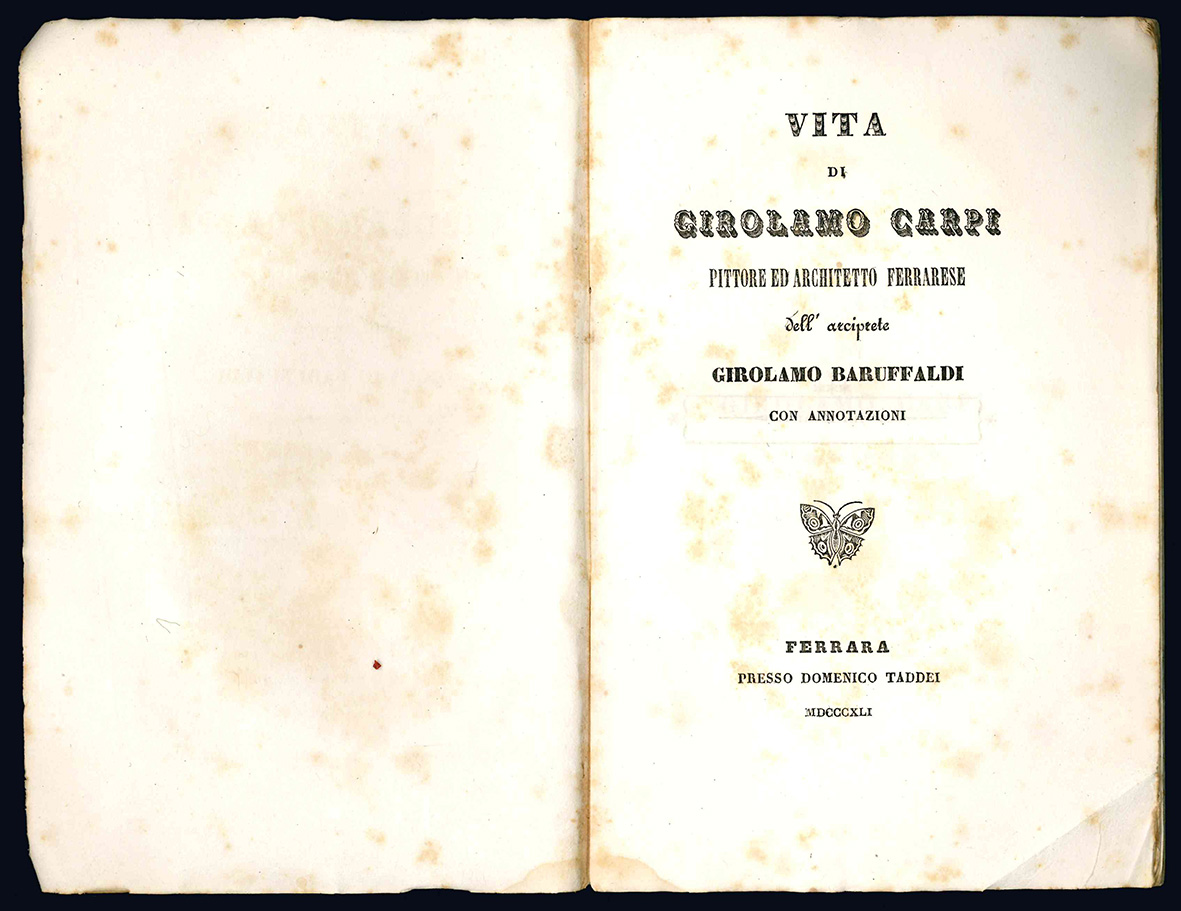 VITA
DI
GIROLAMO CARPI
PITTORE ED ARCHITETTO FERRARESE
dell' arciprete
GIROLAMO BARUFFALDI
CON ANNOTAZIONI
FERRARA
PRESSO DOMENICO TADDEI
MDCCCXLI